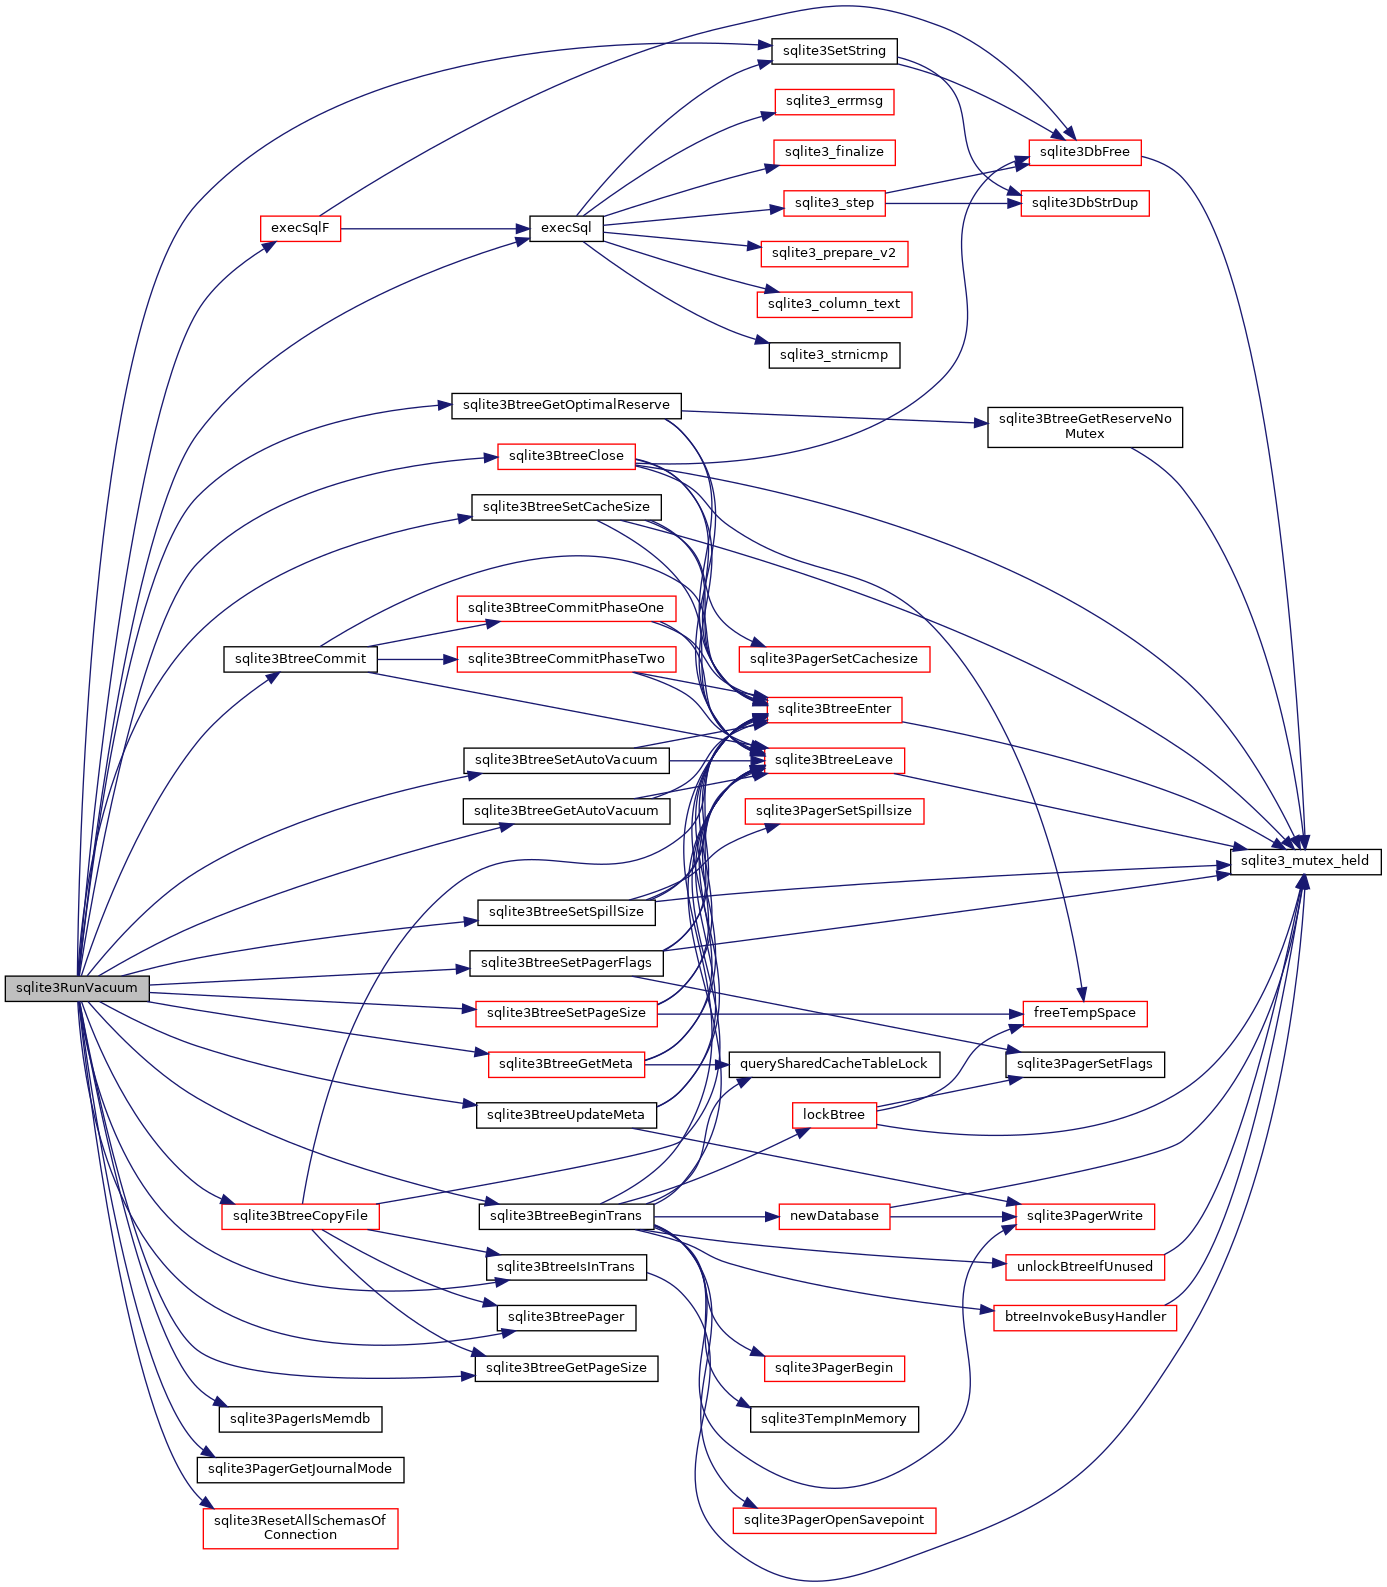 sqlite3SetString
sqlite3_errmsg
sqlite3_finalize
sqlite3DbFree
sqlite3_step
sqlite3DbStrDup
execSqlF
execSql
sqlite3_prepare_v2
sqlite3_column_text
sqlite3_strnicmp
sqlite3BtreeGetOptimalReserve
sqlite3BtreeGetReserveNo
Mutex
sqlite3BtreeClose
sqlite3BtreeSetCacheSize
sqlite3BtreeCommitPhaseOne
sqlite3BtreeCommit
sqlite3BtreeCommitPhaseTwo
sqlite3PagerSetCachesize
sqlite3BtreeEnter
sqlite3BtreeSetAutoVacuum
sqlite3BtreeLeave
sqlite3BtreeGetAutoVacuum
sqlite3PagerSetSpillsize
sqlite3_mutex_held
sqlite3BtreeSetSpillSize
sqlite3BtreeSetPagerFlags
sqlite3RunVacuum
sqlite3BtreeSetPageSize
freeTempSpace
sqlite3BtreeGetMeta
querySharedCacheTableLock
sqlite3PagerSetFlags
sqlite3BtreeUpdateMeta
lockBtree
sqlite3BtreeCopyFile
sqlite3BtreeBeginTrans
newDatabase
sqlite3PagerWrite
sqlite3BtreeIsInTrans
unlockBtreeIfUnused
sqlite3BtreePager
btreeInvokeBusyHandler
sqlite3BtreeGetPageSize
sqlite3PagerBegin
sqlite3PagerIsMemdb
sqlite3TempInMemory
sqlite3PagerGetJournalMode
sqlite3ResetAllSchemasOf
Connection
sqlite3PagerOpenSavepoint